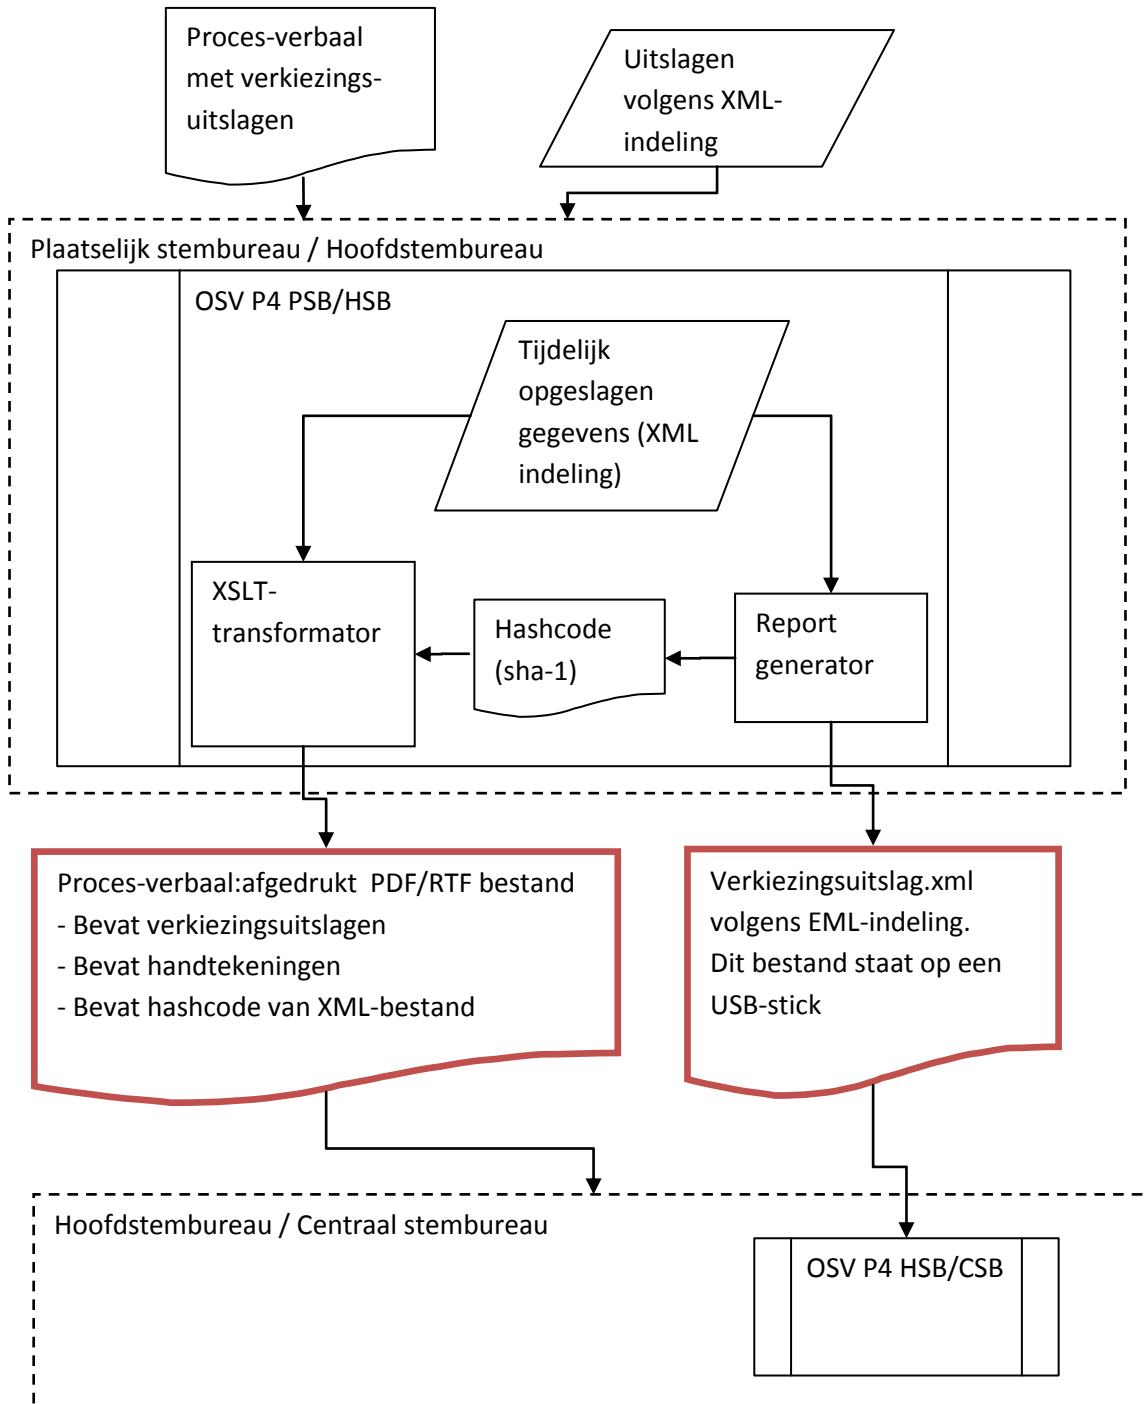 Proces-verbaal
met verkiezings-
uitslagen
Uitslagen
volgens XML-
indeling
Plaatselijk stembureau / Hoofdstembureau
OSV P4 PSB/HSB
Tijdelijk
opgeslagen
gegevens (XML
indeling)
XSLT-
transformator
Hashcode
(sha-1)
Report
generator
Proces-verbaal:afgedrukt PDF/RTF bestand
- Bevat verkiezingsuitslagen
- Bevat handtekeningen
- Bevat hashcode van XML-bestand
Verkiezingsuitslag.xml
volgens EML-indeling.
Dit bestand staat op een
USB-stick
Hoofdstembureau / Centraal stembureau
OSV P4 HSB/CSB